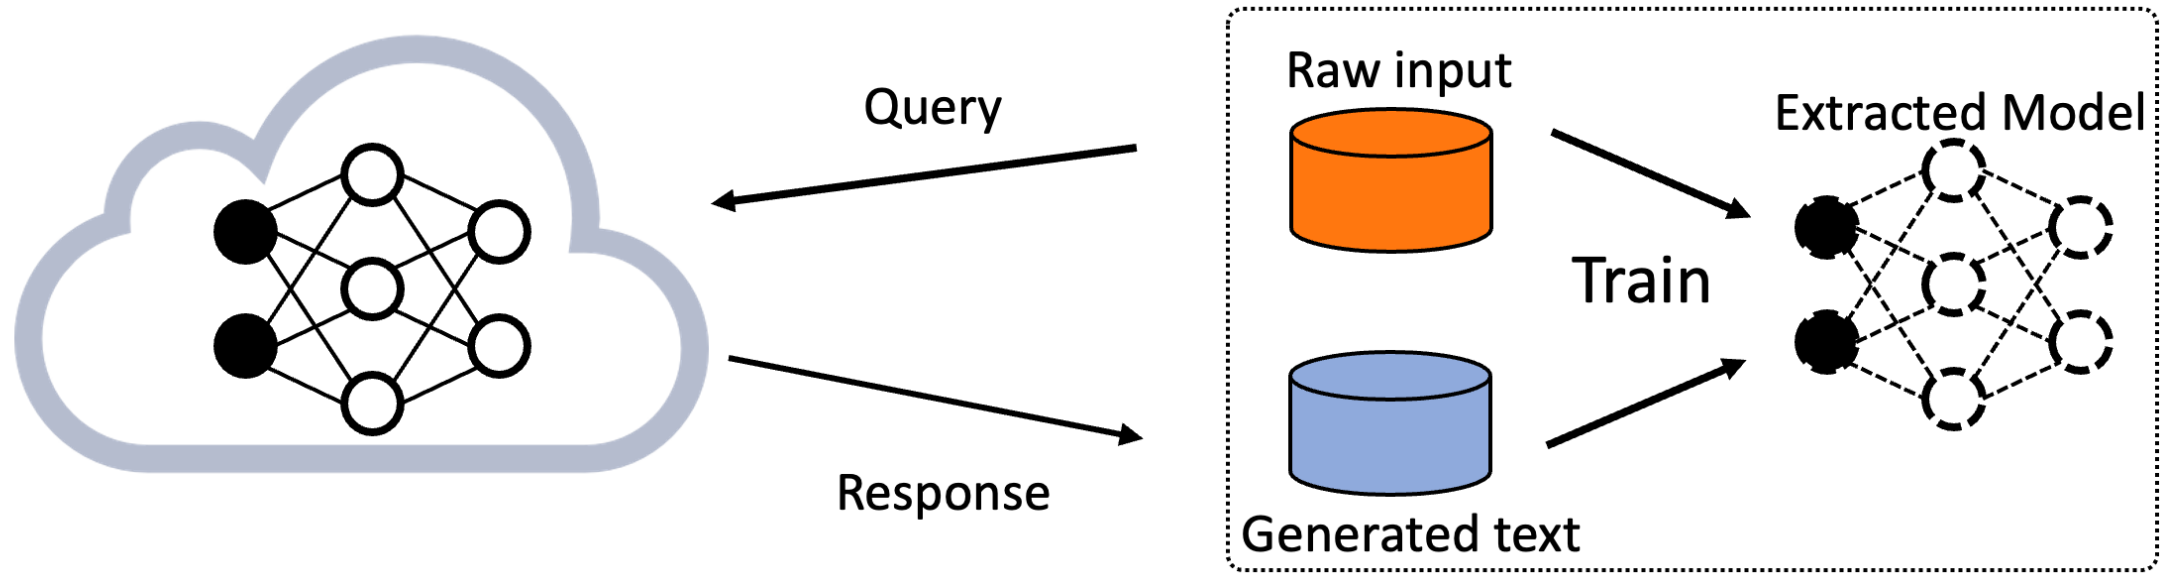 Query
Response
Raw input
Extracted Model
Train
Generated text